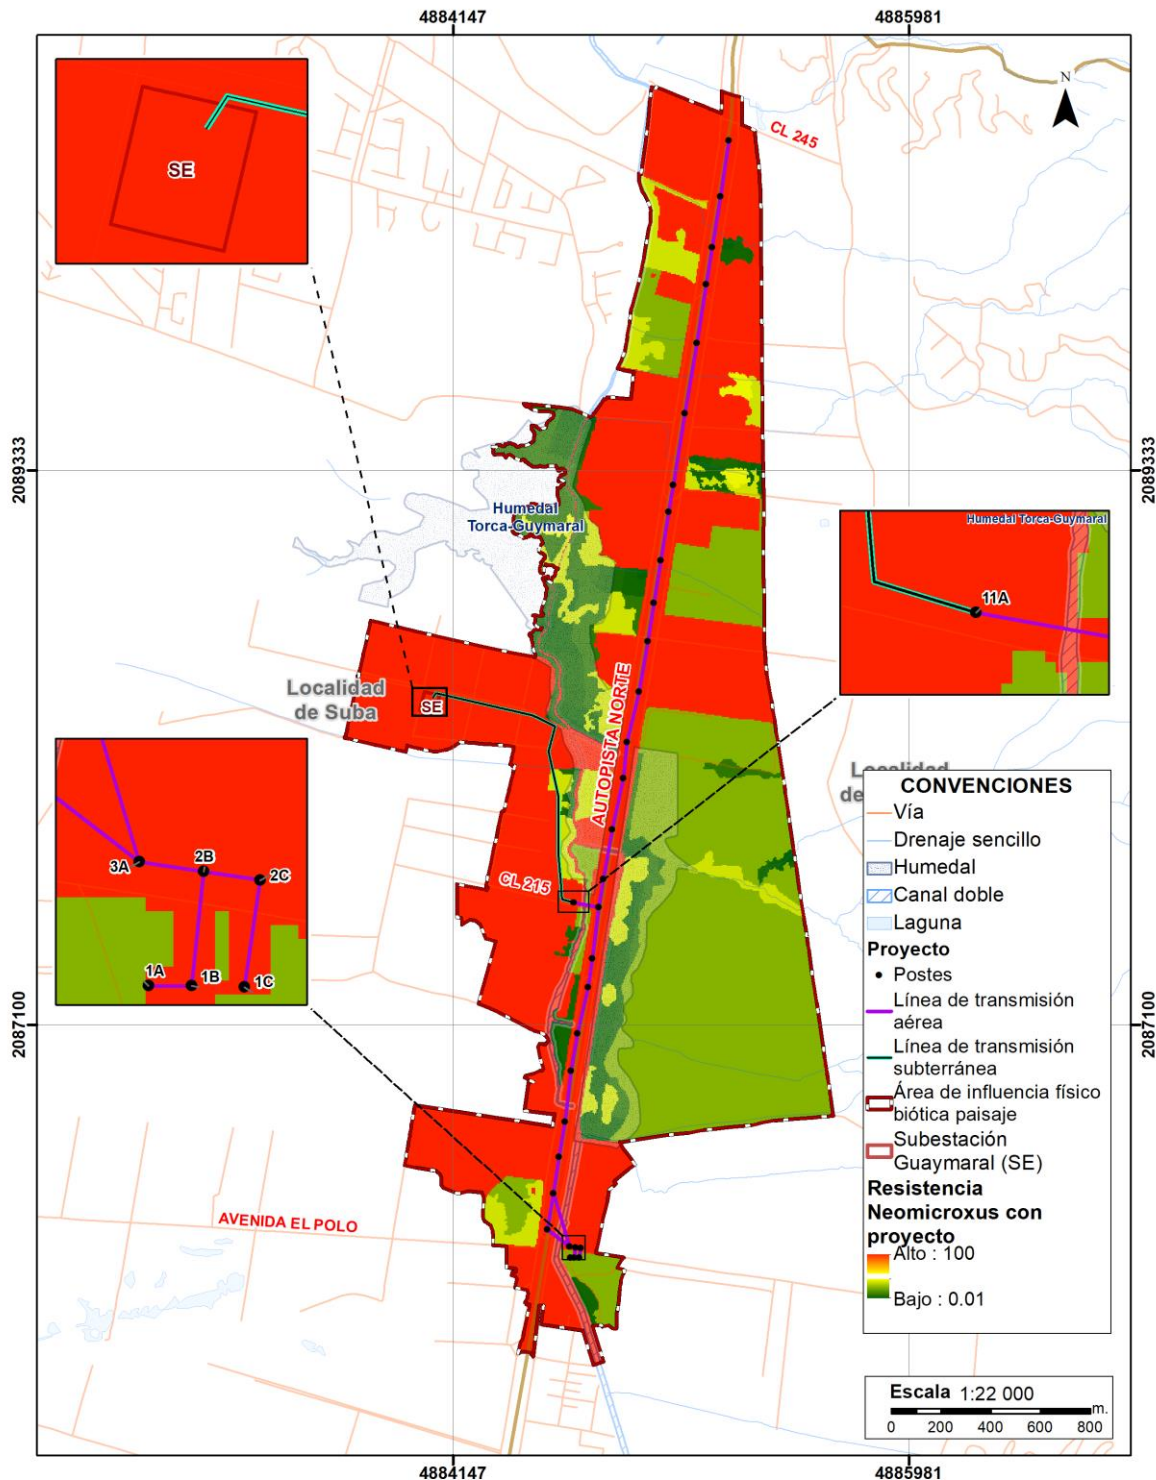 4884147
4885981
N
CL 245
SE
2089333
2089333
Humedal
Torca-Guymaral
Humedal Torca-Guymaral
11A
Localidad
de Suba
SE
AUTOPISTA NORTE
3A
2B
2C
1A
1B
1C
CL 215
Localidad
de
2087100
2087100
AVENIDA EL POLO
CONVENCIONES
Vía
Drenaje sencillo
Humedal
Canal doble
Laguna
Proyecto
Postes
Línea de transmisión
aérea
Línea de transmisión
subterránea
Área de influencia físico
biótica paisaje
Subestación
Guaymaral (SE)
Resistencia
Neomicroxus con
proyecto
Alto : 100
Bajo : 0.01
Escala 1:22 000
m.
0 200 400 600 800
4884147
4885981